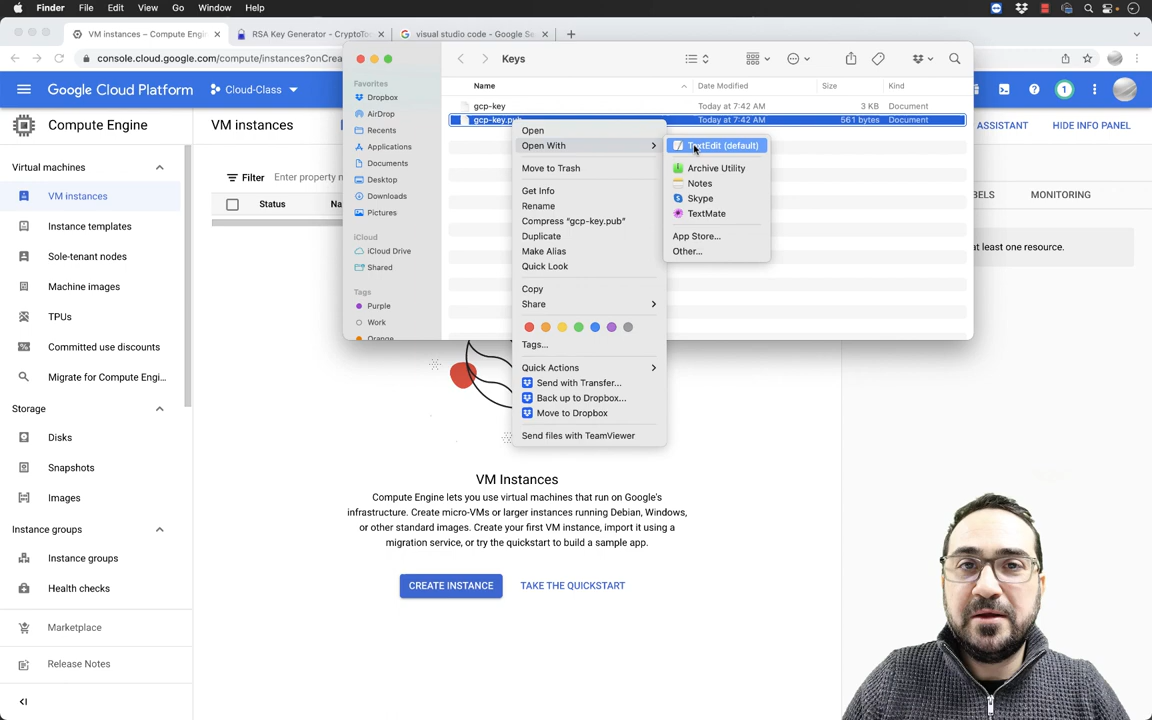 Finder File Edit View Go Window Help
VM instances – Compute Engin
RSA Key Generator - CryptoToo
visual studio code - Google Se
console.cloud.google.com/compute/instances?onCrea
Google Cloud Platform
Cloud-Class
1
Compute Engine
VM instances
ASSISTANT
HIDE INFO PANEL
Virtual machines
VM instances
Instance templates
Sole-tenant nodes
Machine images
TPUs
Committed use discounts
Migrate for Compute Engi...
Storage
Disks
Snapshots
Images
Instance groups
Instance groups
Health checks
Marketplace
Release Notes
Filter Enter property n
Status
Na
BELS
MONITORING
at least one resource.
Keys
Favorites
Dropbox
AirDrop
Recents
Applications
Documents
Desktop
Downloads
Pictures
iCloud
iCloud Drive
Shared
Tags
Purple
Work
Orange
Name Date Modified Size Kind
gcp-key Today at 7:42 AM 3 KB Document
gcp-key.pub Today at 7:42 AM 561 bytes Document
Open
Open With
Move to Trash
Get Info
Rename
Compress “gcp-key.pub”
Duplicate
Make Alias
Quick Look
Copy
Share
Tags...
Quick Actions
Send with Transfer...
Back up to Dropbox...
Move to Dropbox
Send files with TeamViewer
TextEdit (default)
Archive Utility
Notes
Skype
TextMate
App Store...
Other...
VM Instances
Compute Engine lets you use virtual machines that run on Google's
infrastructure. Create micro-VMs or larger instances running Debian, Windows,
or other standard images. Create your first VM instance, import it using a
migration service, or try the quickstart to build a sample app.
CREATE INSTANCE
TAKE THE QUICKSTART